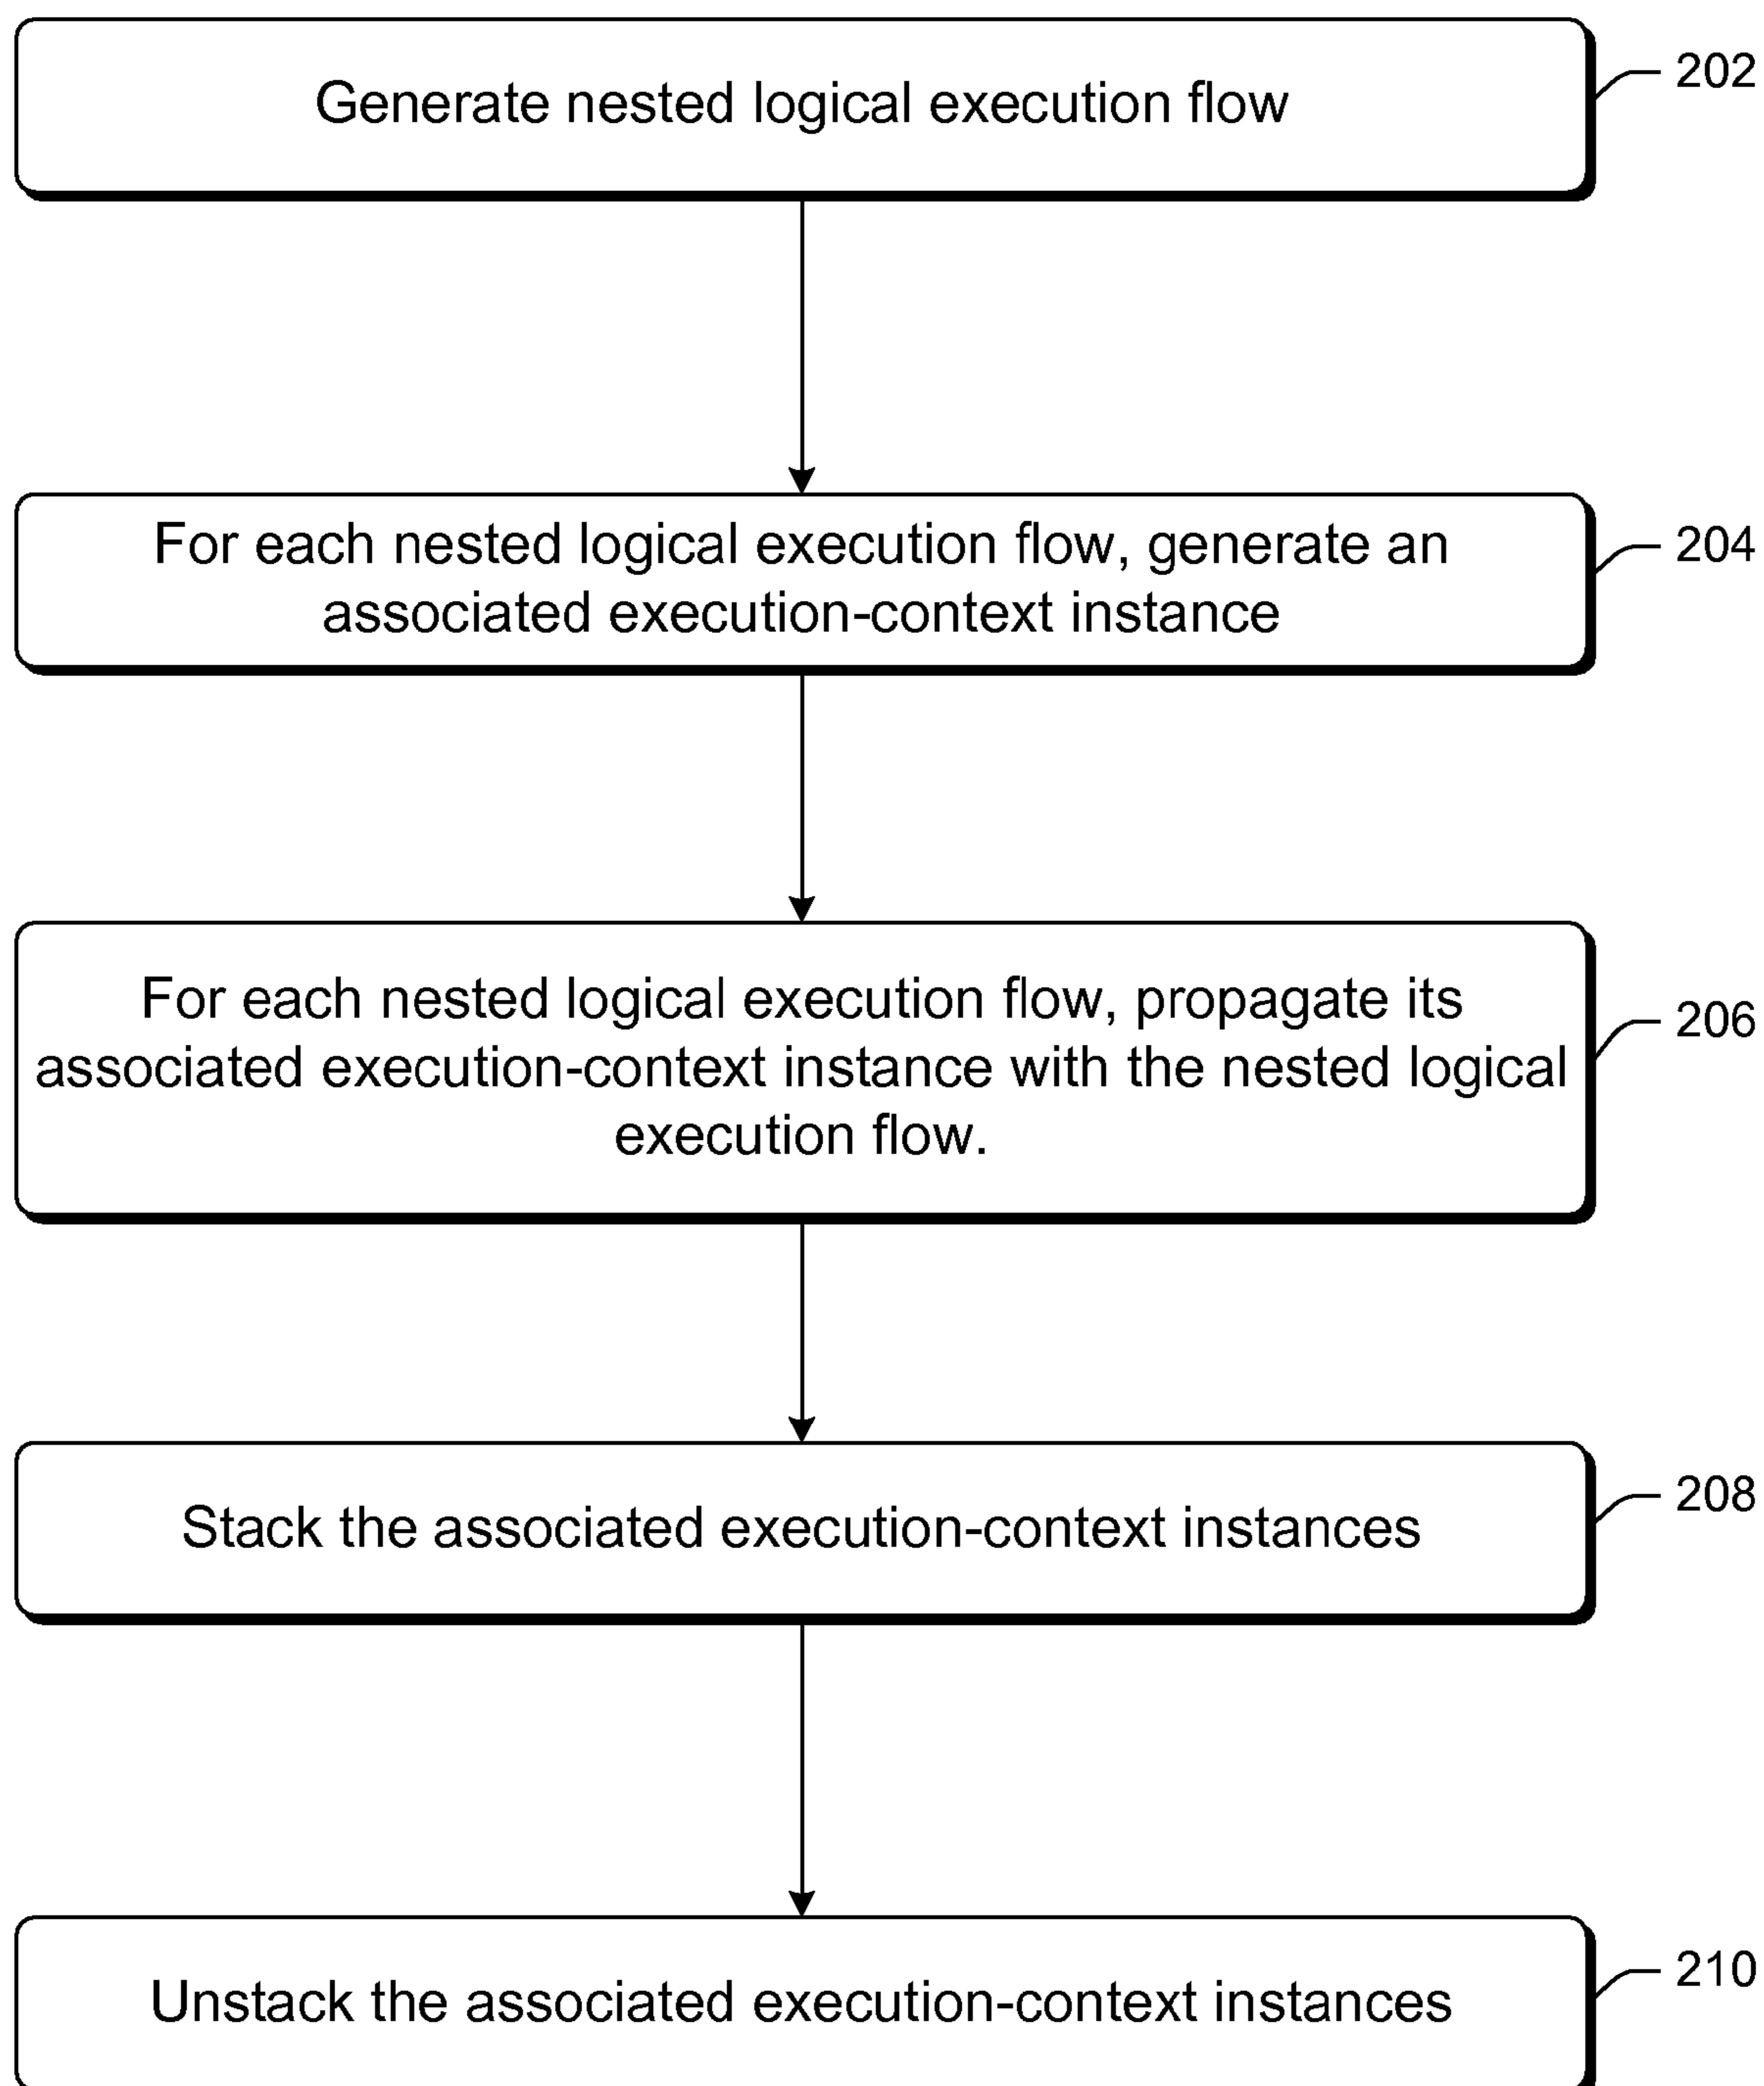 Generate nested logical execution flow
202
For each nested logical execution flow, generate an
associated execution-context instance
204
For each nested logical execution flow, propagate its
associated execution-context instance with the nested logical
execution flow.
206
Stack the associated execution-context instances
208
Unstack the associated execution-context instances
210